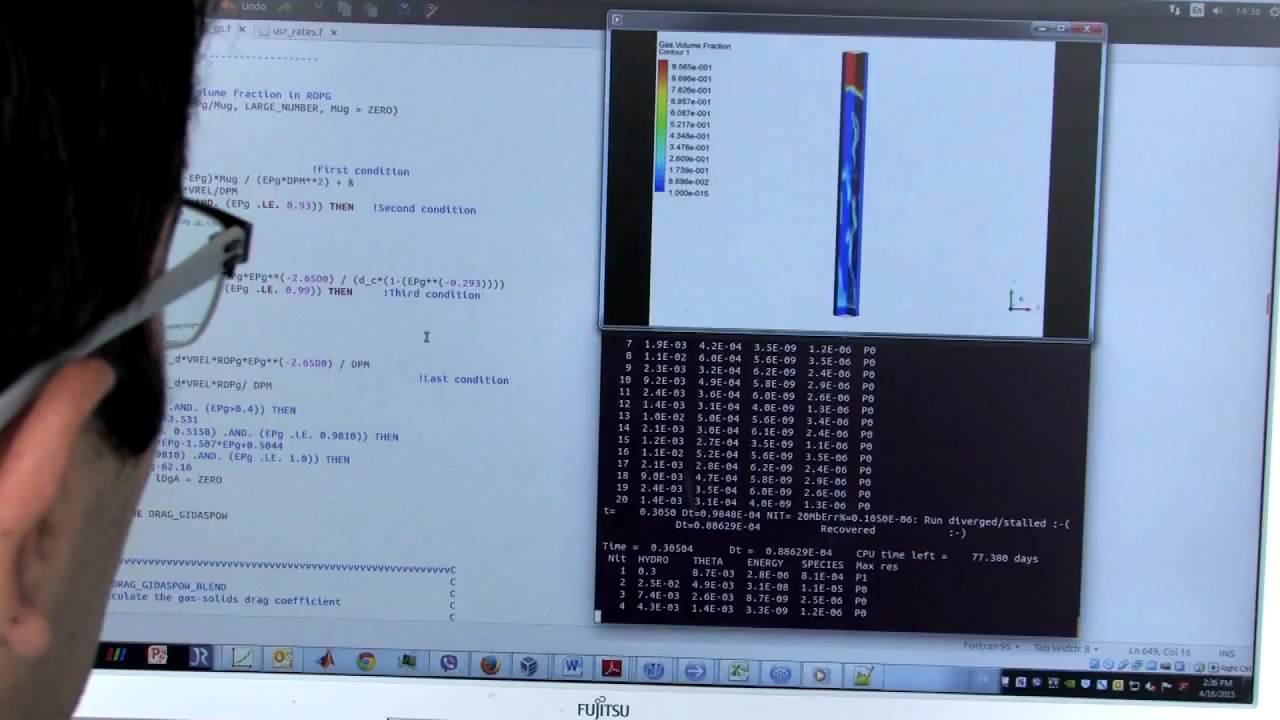 Undo
En
14:36
_gs.f ×
usr_rates.f ×
lume fraction in ROPG
Pg/Mug, LARGE_NUMBER, MUg > ZERO)
!First condition
-EPg)*Mug / (EPg*DPM**2) + &
*VREL/DPM
AND. (EPg .LE. 0.93)) THEN !Second condition
Pg*EPg**(-2.65D0) / (d_c*(1-(EPg**(-0.293))))
(EPg .LE. 0.99)) THEN !Third condition
_d*VREL*ROPg*EPg**(-2.65D0) / DPM
!Last condition
_d*VREL*ROPg/ DPM
.AND. (EPg>0.4)) THEN
3.531
0.5158) .AND. (EPg .LE. 0.9810) THEN
*EPg-1.507*EPg+0.5044
9810) .AND. (EPg .LE. 1.0)) THEN
-62.16
lDgA = ZERO
NE DRAG_GIDASPOW
C
DRAG_GIDASPOW_BLEND C
culate the gas-solids drag coefficient C
C
Gas Volume Fraction
Contour 1
9.565e-001
8.696e-001
7.826e-001
6.957e-001
6.087e-001
5.217e-001
4.348e-001
3.478e-001
2.609e-001
1.739e-001
8.696e-002
1.000e-015
7 1.9E-03 4.2E-04 3.5E-09 1.2E-06 P0
8 1.1E-02 6.0E-04 5.6E-09 3.5E-06 P0
9 2.3E-03 3.2E-04 6.2E-09 2.4E-06 P0
10 9.2E-03 4.9E-04 5.8E-09 2.9E-06 P0
11 2.4E-03 3.6E-04 6.0E-09 2.6E-06 P0
12 1.4E-03 3.1E-04 4.0E-09 1.3E-06 P0
13 1.0E-02 5.0E-04 5.6E-09 3.4E-06 P0
14 2.1E-03 3.0E-04 6.1E-09 2.4E-06 P0
15 1.2E-03 2.7E-04 3.5E-09 1.1E-06 P0
16 1.1E-02 5.2E-04 5.6E-09 3.5E-06 P0
17 2.1E-03 2.8E-04 6.2E-09 2.4E-06 P0
18 9.0E-03 4.7E-04 5.8E-09 2.9E-06 P0
19 2.4E-03 3.5E-04 6.0E-09 2.6E-06 P0
20 1.4E-03 3.1E-04 4.0E-09 1.3E-06 P0
t= 0.3050 Dt=0.9848E-04 NIT= 20MbErr%=0.1050E-06: Run diverged/stalled :-(
Dt=0.88629E-04 Recovered :-)
Time = 0.30504 Dt = 0.88629E-04 CPU time left = 77.380 days
Nit HYDRO THETA ENERGY SPECIES Max res
1 0.3 8.7E-03 2.8E-06 8.1E-04 P1
2 2.5E-02 4.9E-03 3.1E-08 1.1E-05 P0
3 7.4E-03 2.6E-03 8.7E-09 2.5E-06 P0
4 4.3E-03 1.4E-03 3.3E-09 1.2E-06 P0
Fortran 95 Tab Width: 8 Ln 649, Col 16 INS
Right Ctrl
2:36 PM
4/16/2015
FUJITSU